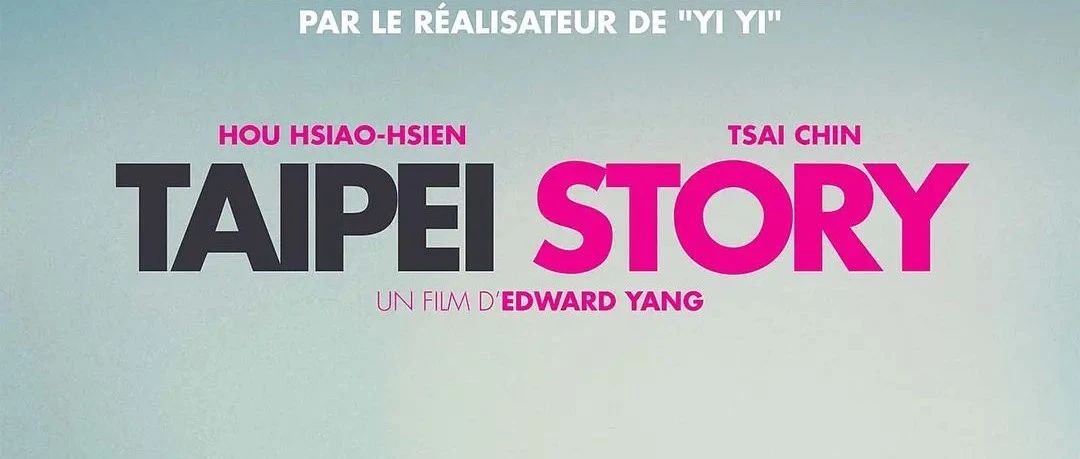 PAR LE RÉALISATEUR DE "YI YI"
HOU HSIAO-HSIEN TSAI CHIN
TAIPEI STORY
UN FILM D'EDWARD YANG